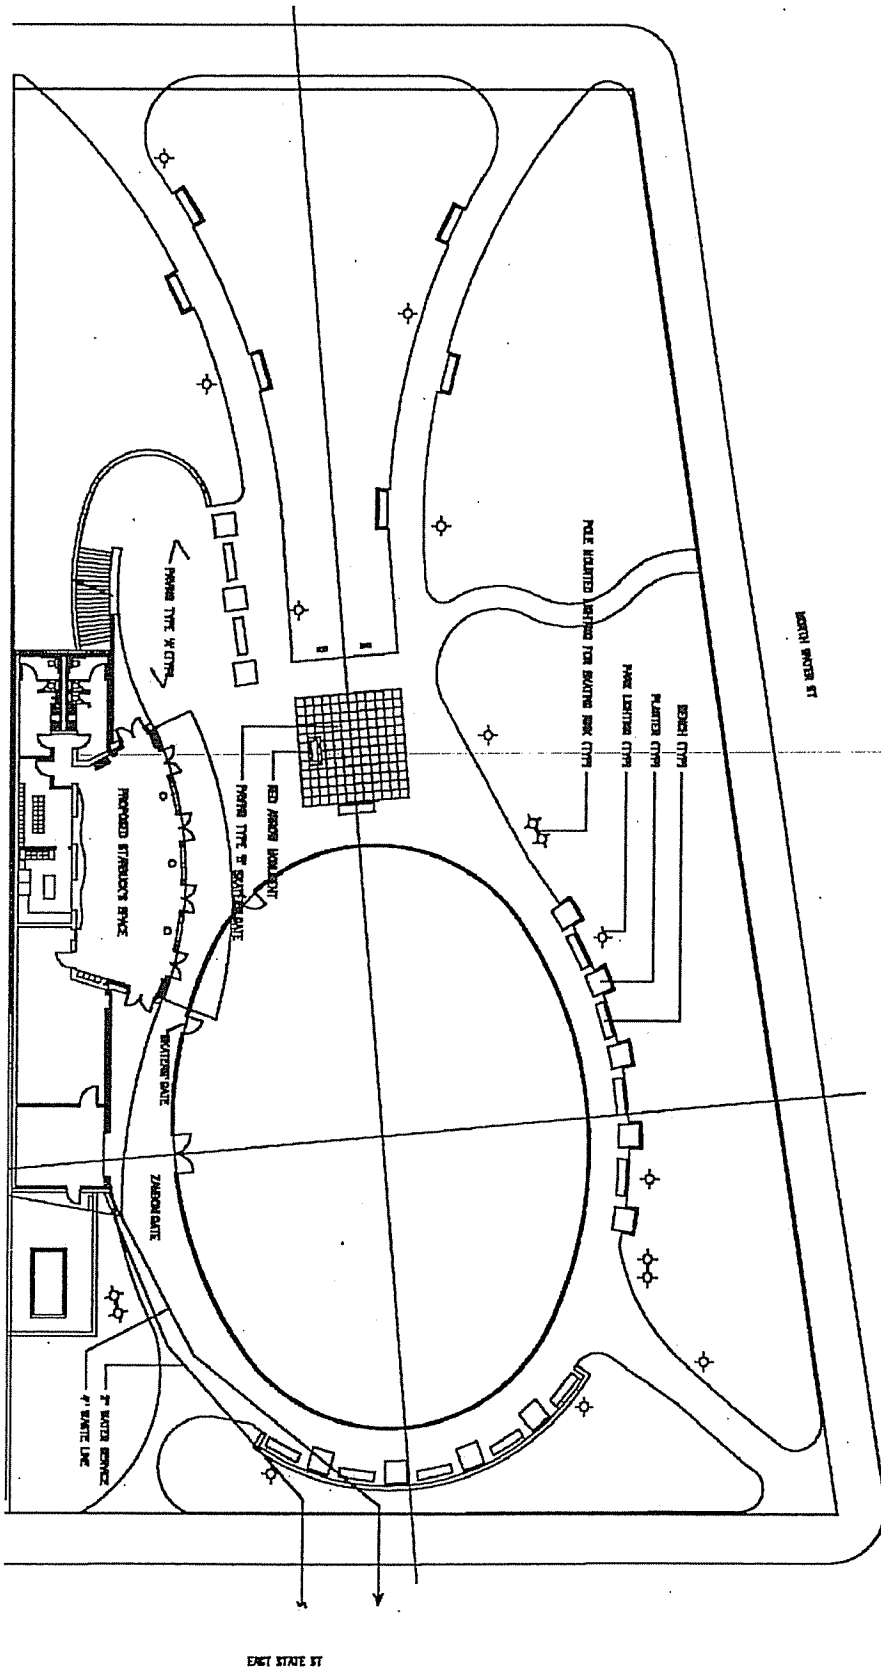 NORTH WATER ST
BENCH (TYP)
PLANTER (TYP)
PARK LIGHTING (TYP)
POLE MOUNTED LIGHTING FOR SKATING RINK (TYP)
PAVING TYPE 'A' (TYP)
RED ARROW MONUMENT
PAVING TYPE 'B' SKATERS' GATE
PROPOSED STARBUCK'S SPACE
SKATERS' GATE
ZAMBONI GATE
2" WATER SERVICE
4" WASTE LINE
S
W
EAST STATE ST